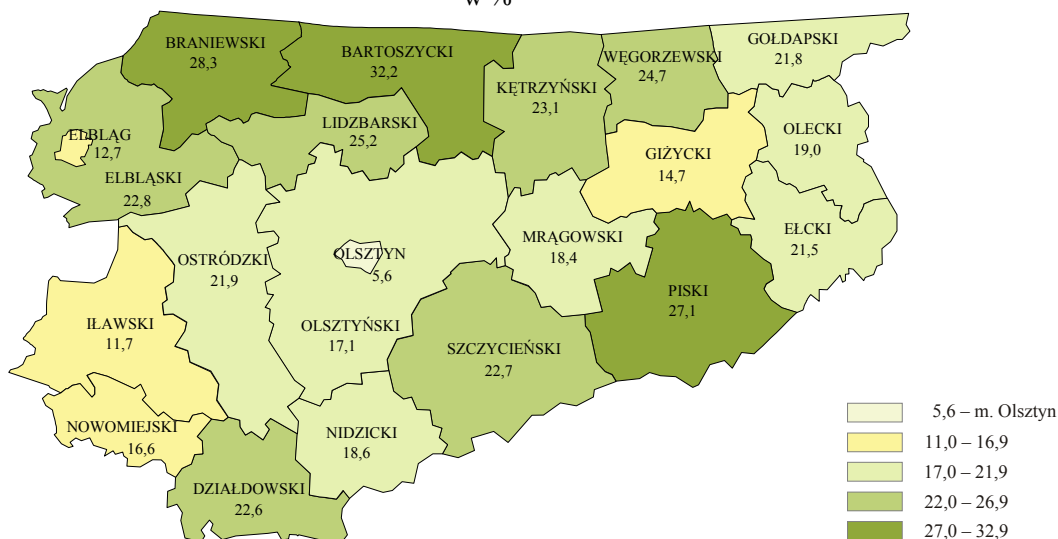 w %
BRANIEWSKI
28,3
BARTOSZYCKI
32,2
GOŁDAPSKI
21,8
WĘGORZEWSKI
24,7
KĘTRZYŃSKI
23,1
LIDZBARSKI
25,2
ELBLĄG
12,7
ELBLĄSKI
22,8
GIŻYCKI
14,7
OLECKI
19,0
EŁCKI
21,5
MRĄGOWSKI
18,4
OSTRÓDZKI
21,9
OLSZTYN
5,6
PISKI
27,1
IŁAWSKI
11,7
OLSZTYŃSKI
17,1
SZCZYCIEŃSKI
22,7
NOWOMIEJSKI
16,6
NIDZICKI
18,6
DZIAŁDOWSKI
22,6
5,6 – m. Olsztyn
11,0 – 16,9
17,0 – 21,9
22,0 – 26,9
27,0 – 32,9